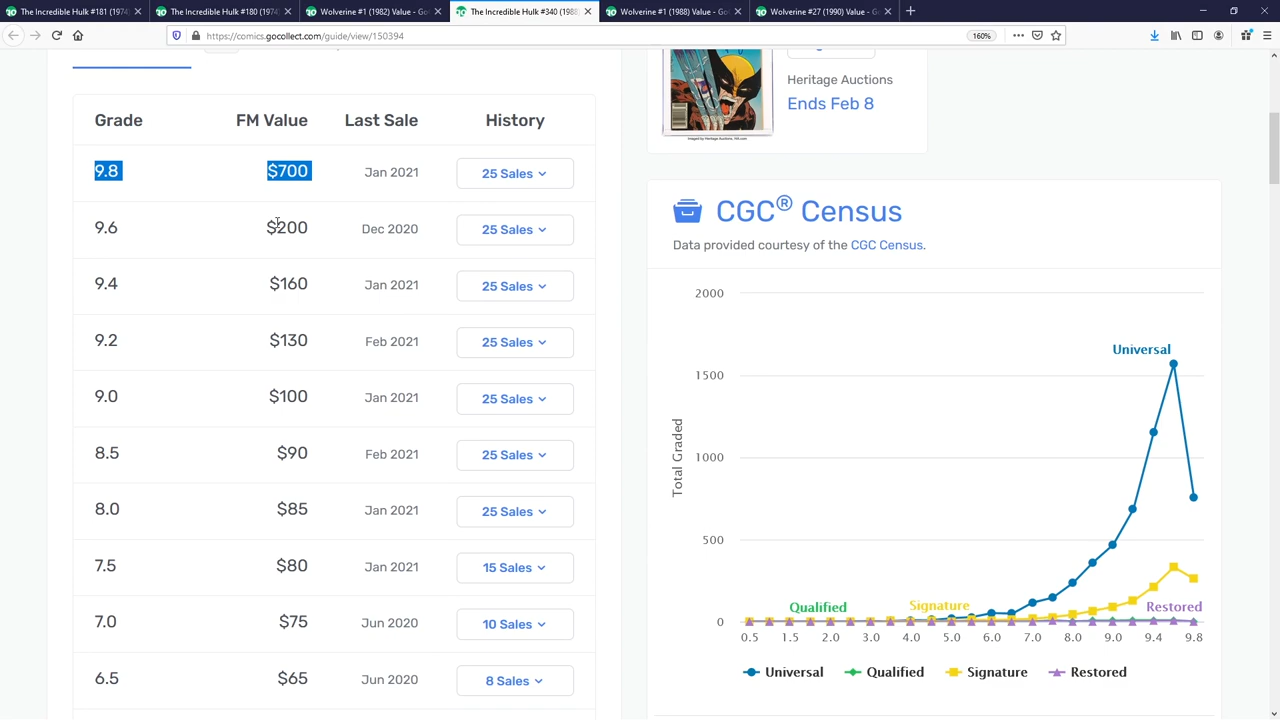 The Incredible Hulk #181 (1974
The Incredible Hulk #180 (1974
Wolverine #1 (1982) Value - Go
The Incredible Hulk #340 (1988)
Wolverine #1 (1988) Value - Go
Wolverine #27 (1990) Value - Go
https://comics.gocollect.com/guide/view/150394
160%
Grade FM Value Last Sale History
9.8 $700 Jan 2021 25 Sales
9.6 $200 Dec 2020 25 Sales
9.4 $160 Jan 2021 25 Sales
9.2 $130 Feb 2021 25 Sales
9.0 $100 Jan 2021 25 Sales
8.5 $90 Feb 2021 25 Sales
8.0 $85 Jan 2021 25 Sales
7.5 $80 Jan 2021 15 Sales
7.0 $75 Jun 2020 10 Sales
6.5 $65 Jun 2020 8 Sales
Heritage Auctions
Ends Feb 8
CGC® Census
Data provided courtesy of the CGC Census.
2000
1500
1000
500
0
Total Graded
Universal
Qualified
Signature
Restored
0.5 1.5 2.0 3.0 4.0 5.0 6.0 7.0 8.0 9.0 9.4 9.8
Universal Qualified Signature Restored